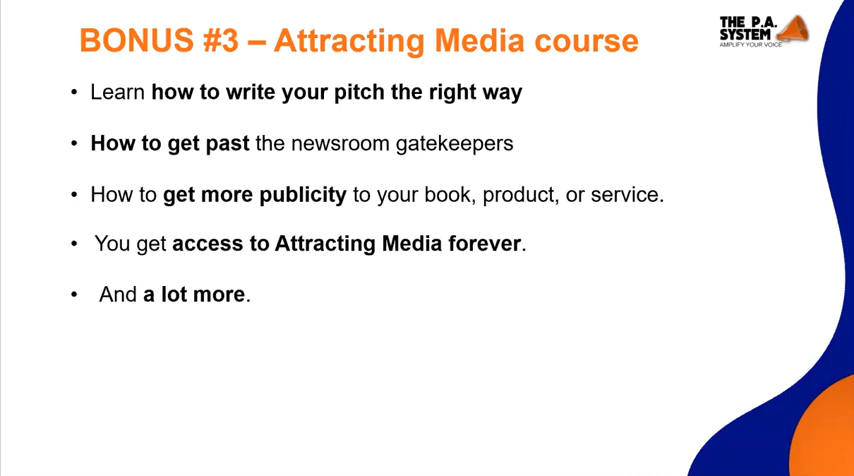 BONUS #3 – Attracting Media course
THE P.A.
SYSTEM
AMPLIFY YOUR VOICE
• Learn how to write your pitch the right way
• How to get past the newsroom gatekeepers
• How to get more publicity to your book, product, or service.
• You get access to Attracting Media forever.
• And a lot more.